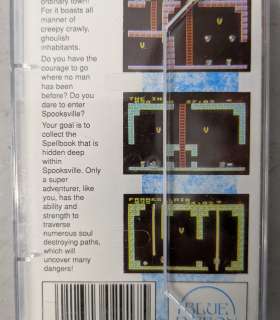 ordinary town!
For it boasts all
manner of
creepy crawly,
ghoulish
inhabitants.
Do you have the
courage to go
where no man
has been
before? Do you
dare to enter
Spooksville?
Your goal is to
collect the
Spellbook that is
hidden deep
within
Spooksville. Only
a super
adventurer, like
you, has the
ability and
strength to
traverse
numerous soul
destroying paths,
which will
uncover many
dangers!
BLUE